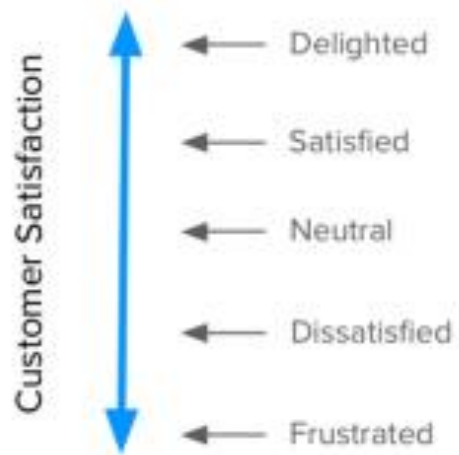 Customer Satisfaction
Delighted
Satisfied
Neutral
Dissatisfied
Frustrated